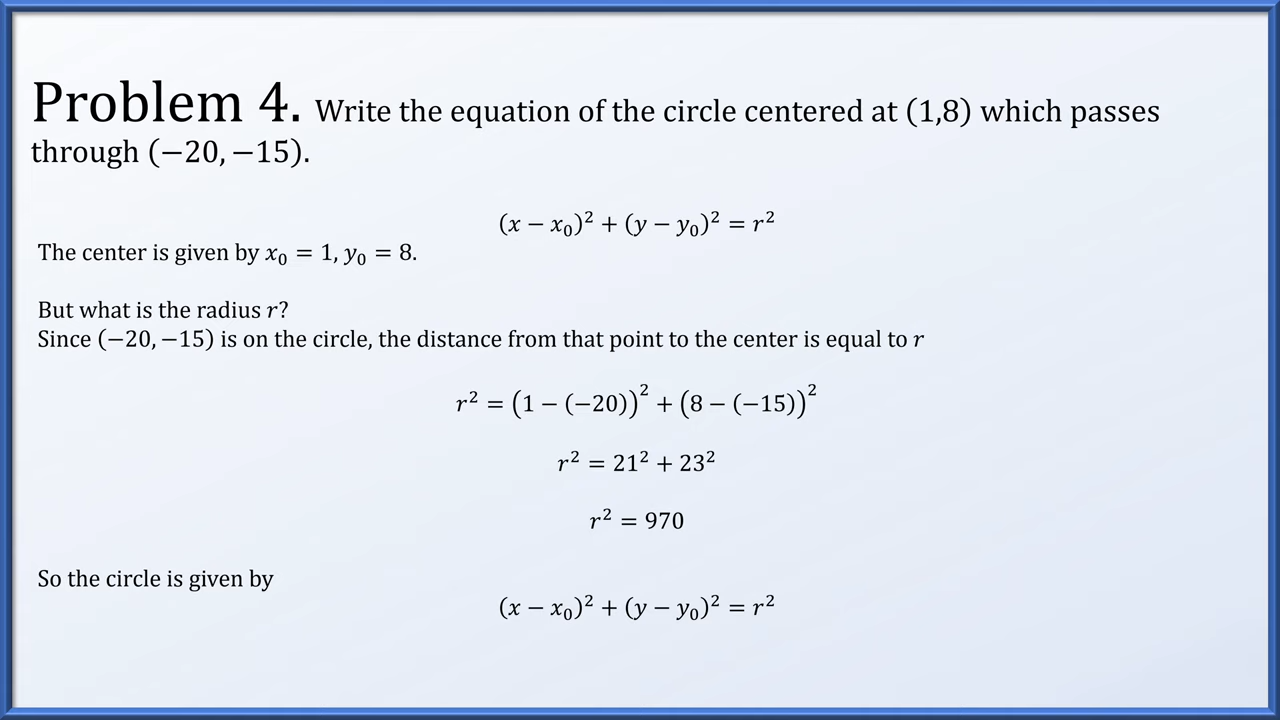 Problem 4. Write the equation of the circle centered at (1,8) which passes
through (−20, −15).
(x − x₀)² + (y − y₀)² = r²
The center is given by x₀ = 1, y₀ = 8.
But what is the radius r?
Since (−20, −15) is on the circle, the distance from that point to the center is equal to r
r² = (1 − (−20))² + (8 − (−15))²
r² = 21² + 23²
r² = 970
So the circle is given by
(x − x₀)² + (y − y₀)² = r²